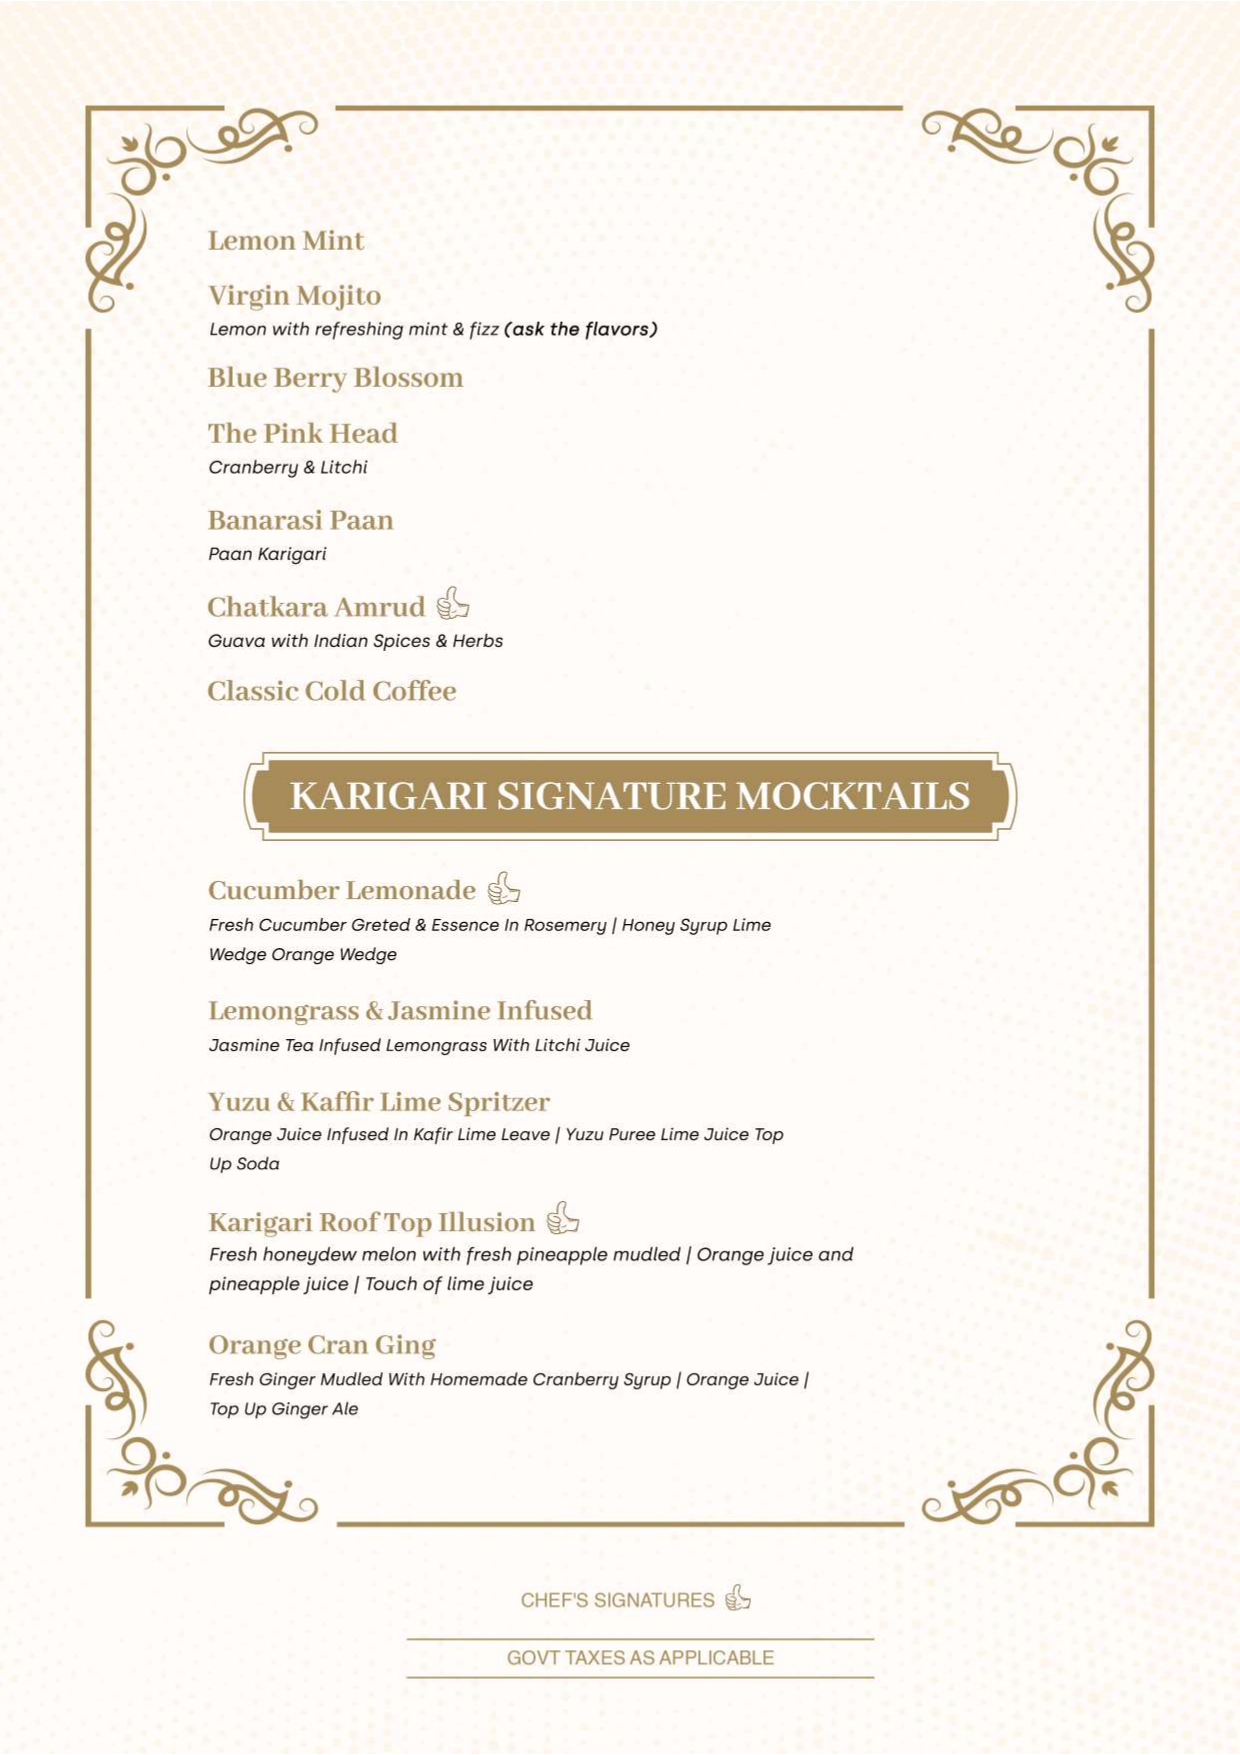 Lemon Mint
Virgin Mojito
Lemon with refreshing mint & fizz (ask the flavors)
Blue Berry Blossom
The Pink Head
Cranberry & Litchi
Banarasi Paan
Paan Karigari
Chatkara Amrud
Guava with Indian Spices & Herbs
Classic Cold Coffee
KARIGARI SIGNATURE MOCKTAILS
Cucumber Lemonade
Fresh Cucumber Greted & Essence In Rosemery | Honey Syrup Lime
Wedge Orange Wedge
Lemongrass & Jasmine Infused
Jasmine Tea Infused Lemongrass With Litchi Juice
Yuzu & Kaffir Lime Spritzer
Orange Juice Infused In Kafir Lime Leave | Yuzu Puree Lime Juice Top
Up Soda
Karigari Roof Top Illusion
Fresh honeydew melon with fresh pineapple mudled | Orange juice and
pineapple juice | Touch of lime juice
Orange Cran Ging
Fresh Ginger Mudled With Homemade Cranberry Syrup | Orange Juice |
Top Up Ginger Ale
CHEF'S SIGNATURES
GOVT TAXES AS APPLICABLE